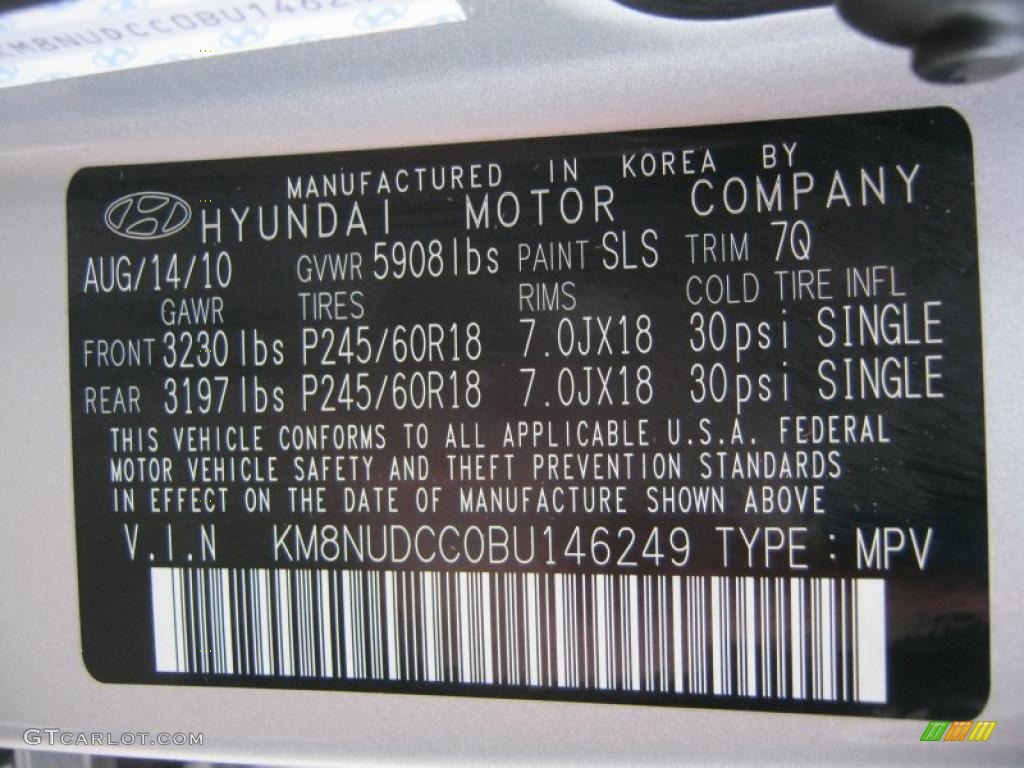 KM8NUDCC0BU14624
MANUFACTURED IN KOREA BY
HYUNDAI MOTOR COMPANY
AUG/14/10 GVWR 5908lbs PAINT SLS TRIM 7Q
GAWR TIRES RIMS COLD TIRE INFL
FRONT 3230lbs P245/60R18 7.0JX18 30psi SINGLE
REAR 3197lbs P245/60R18 7.0JX18 30psi SINGLE
THIS VEHICLE CONFORMS TO ALL APPLICABLE U.S.A. FEDERAL
MOTOR VEHICLE SAFETY AND THEFT PREVENTION STANDARDS
IN EFFECT ON THE DATE OF MANUFACTURE SHOWN ABOVE
V.I.N KM8NUDCC0BU146249 TYPE : MPV
GTCARLOT.COM